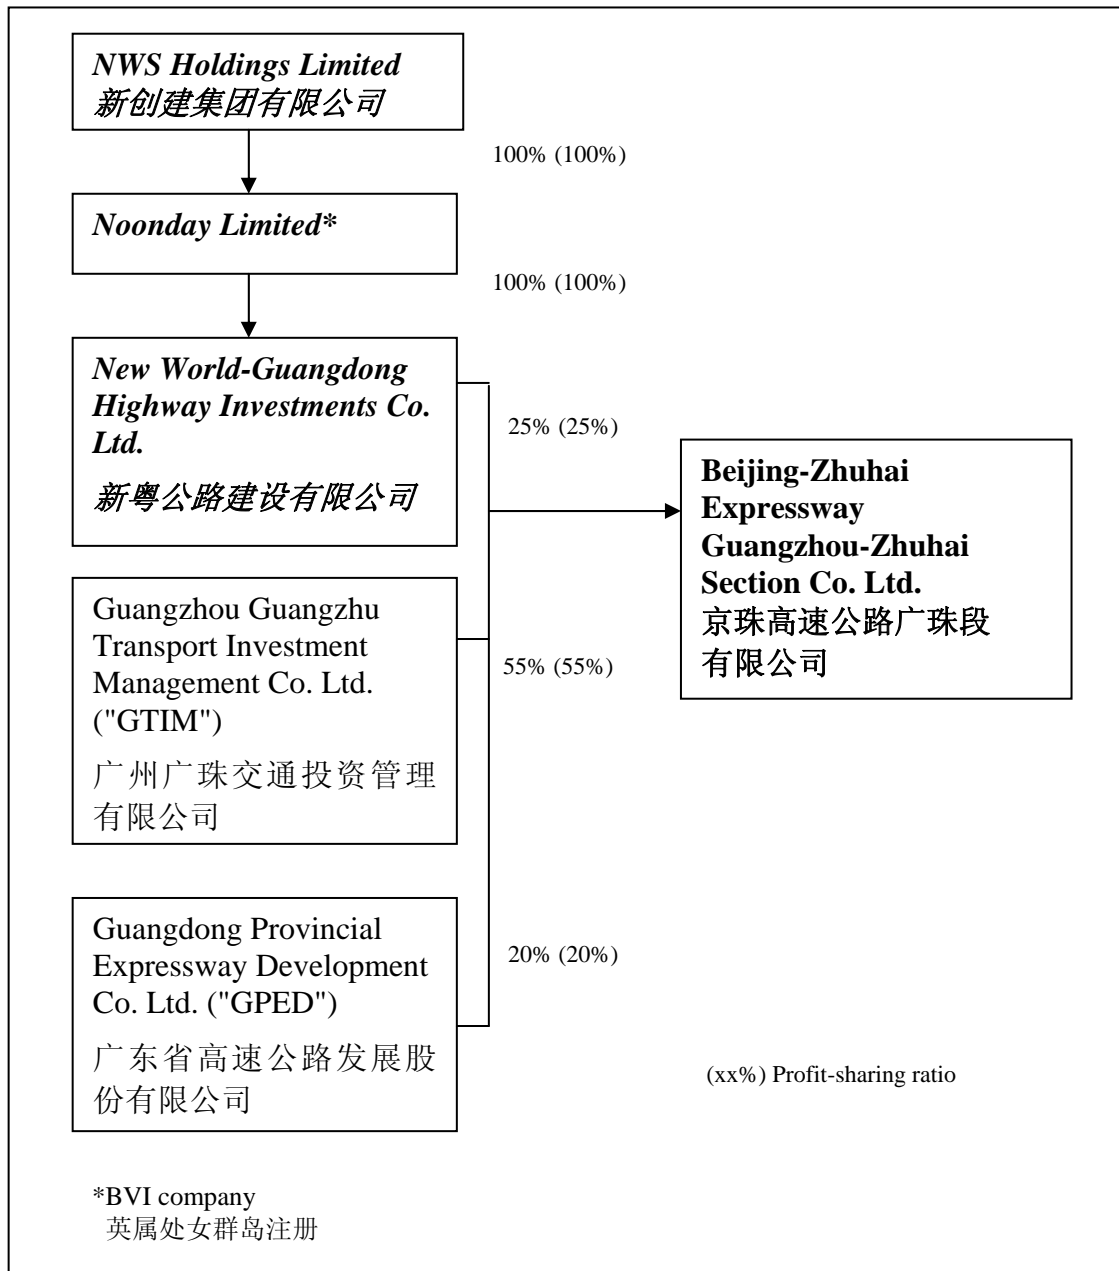 NWS Holdings Limited
新创建集团有限公司
100% (100%)
Noonday Limited*
100% (100%)
New World-Guangdong
Highway Investments Co.
Ltd.
新粤公路建设有限公司
25% (25%)
Beijing-Zhuhai
Expressway
Guangzhou-Zhuhai
Section Co. Ltd.
京珠高速公路广珠段
有限公司
Guangzhou Guangzhu
Transport Investment
Management Co. Ltd.
("GTIM")
广州广珠交通投资管理
有限公司
55% (55%)
Guangdong Provincial
Expressway Development
Co. Ltd. ("GPED")
广东省高速公路发展股
份有限公司
20% (20%)
(xx%) Profit-sharing ratio
*BVI company
英属处女群岛注册